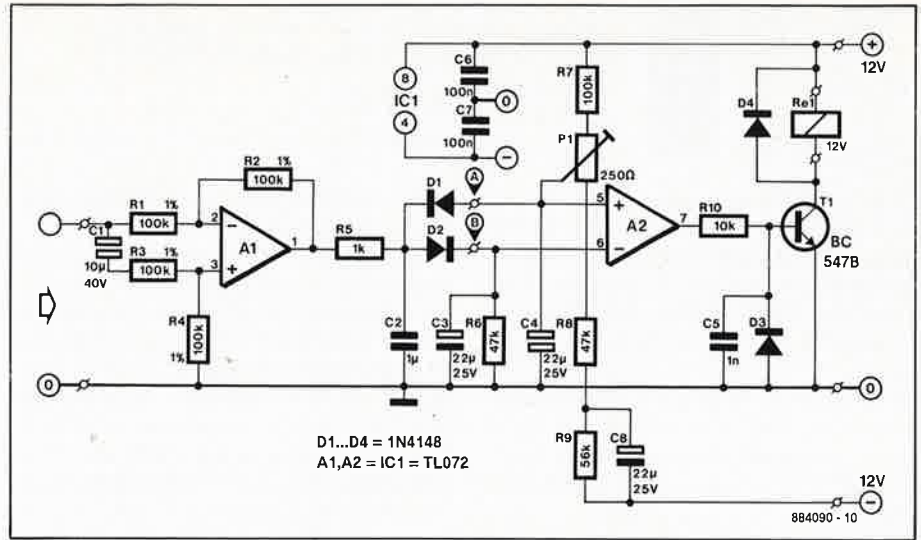 C6
100n
8
IC1
4
C7
100n
0
−
R7
100k
P1
250Ω
D4
Re1
12V
+
12V
R2 1%
100k
R1 1%
100k
C1
10µ
40V
R3 1%
100k
2
−
A1
1
3
+
R4
1%
100k
R5
1k
A
D1
B
D2
5
+
A2
7
6
−
R10
10k
T1
BC
547B
C2
1µ
C3
22µ
25V
R6
47k
C4
22µ
25V
R8
47k
C5
1n
D3
0
0
D1...D4 = 1N4148
A1,A2 = IC1 = TL072
R9
56k
C8
22µ
25V
12V
−
884090 - 10